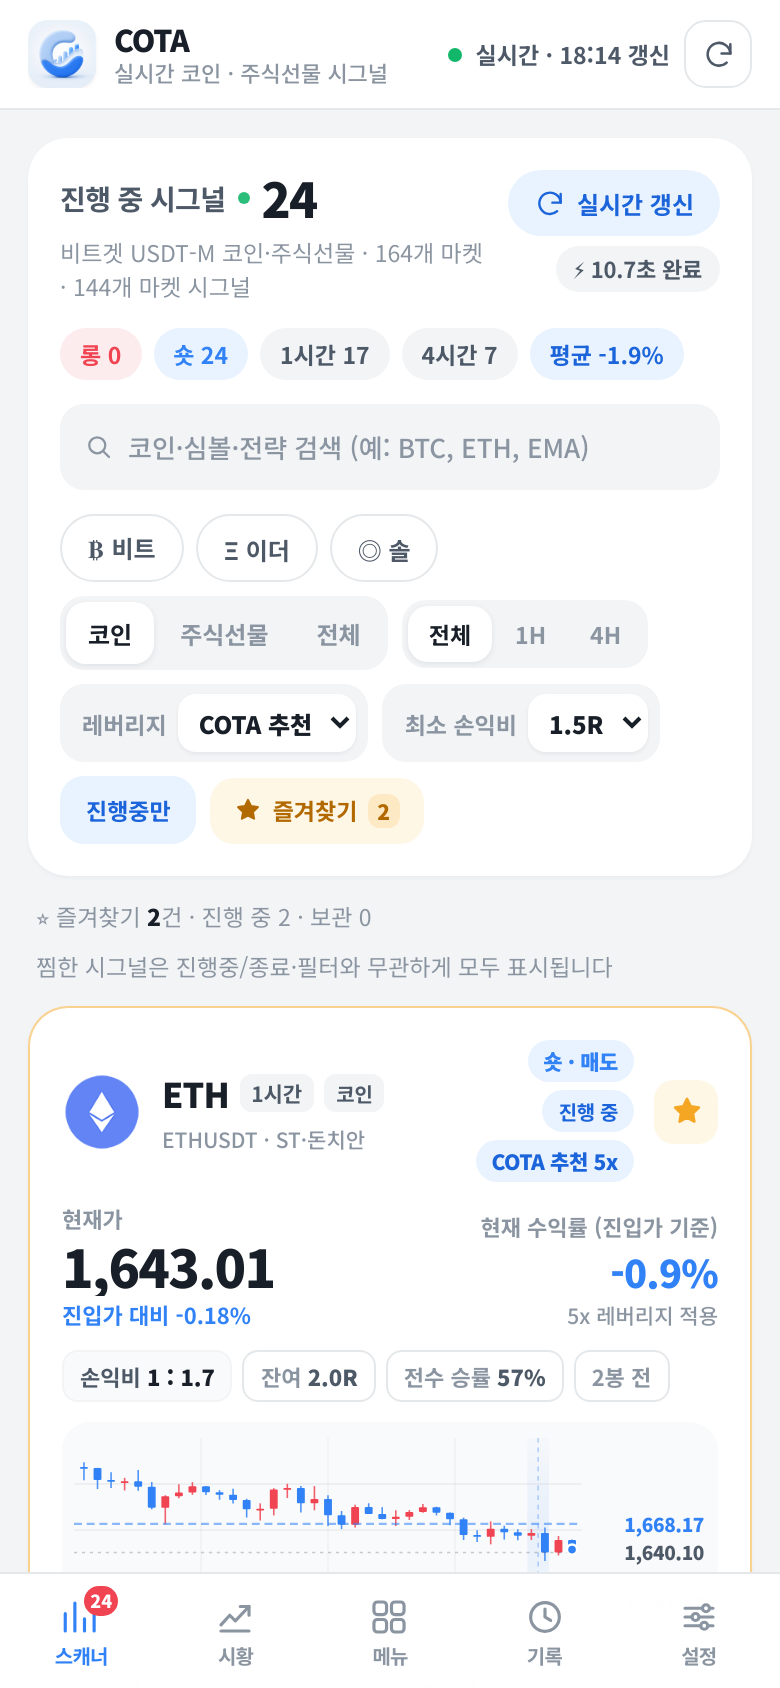 COTA
실시간 코인 · 주식선물 시그널
실시간 · 18:14 갱신
진행 중 시그널 24
실시간 갱신
비트겟 USDT-M 코인·주식선물 · 164개 마켓
· 144개 마켓 시그널
⚡ 10.7초 완료
롱 0
숏 24
1시간 17
4시간 7
평균 -1.9%
코인·심볼·전략 검색 (예: BTC, ETH, EMA)
₿ 비트
Ξ 이더
◎ 솔
코인
주식선물
전체
전체
1H
4H
레버리지
COTA 추천
최소 손익비
1.5R
진행중만
★ 즐겨찾기 2
☆ 즐겨찾기 2건 · 진행 중 2 · 보관 0
찜한 시그널은 진행중/종료·필터와 무관하게 모두 표시됩니다
ETH
1시간
코인
ETHUSDT · ST·돈치안
숏 · 매도
진행 중
COTA 추천 5x
현재가
1,643.01
진입가 대비 -0.18%
현재 수익률 (진입가 기준)
-0.9%
5x 레버리지 적용
손익비 1 : 1.7
잔여 2.0R
전수 승률 57%
2봉 전
1,668.17
1,640.10
24
스캐너
시황
메뉴
기록
설정